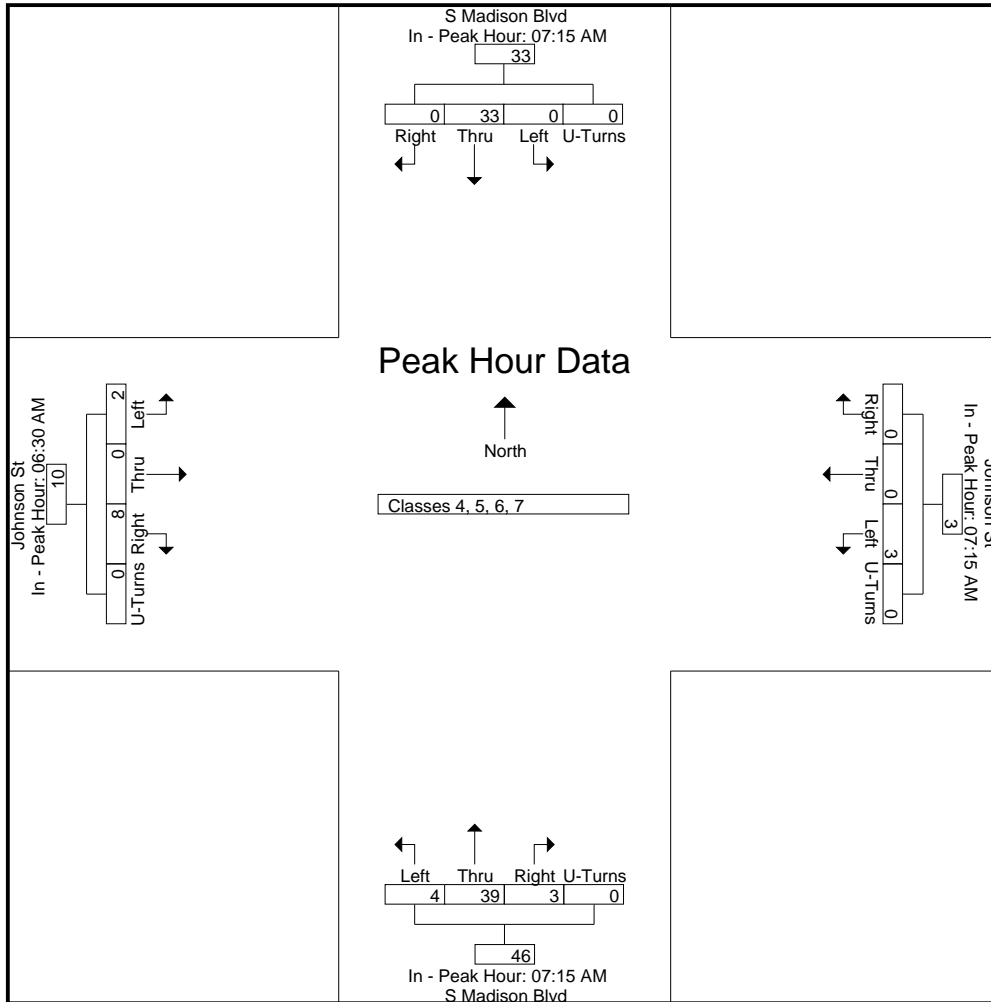 S Madison Blvd
In - Peak Hour: 07:15 AM
33
0 33 0 0
Right Thru Left U-Turns
Peak Hour Data
North
Classes 4, 5, 6, 7
Johnson St
In - Peak Hour: 06:30 AM
10
2 0 8 0
Left Thru Right U-Turns
Johnson St
In - Peak Hour: 07:15 AM
3
0 0 3 0
Right Thru Left U-Turns
Left Thru Right U-Turns
4 39 3 0
46
In - Peak Hour: 07:15 AM
S Madison Blvd